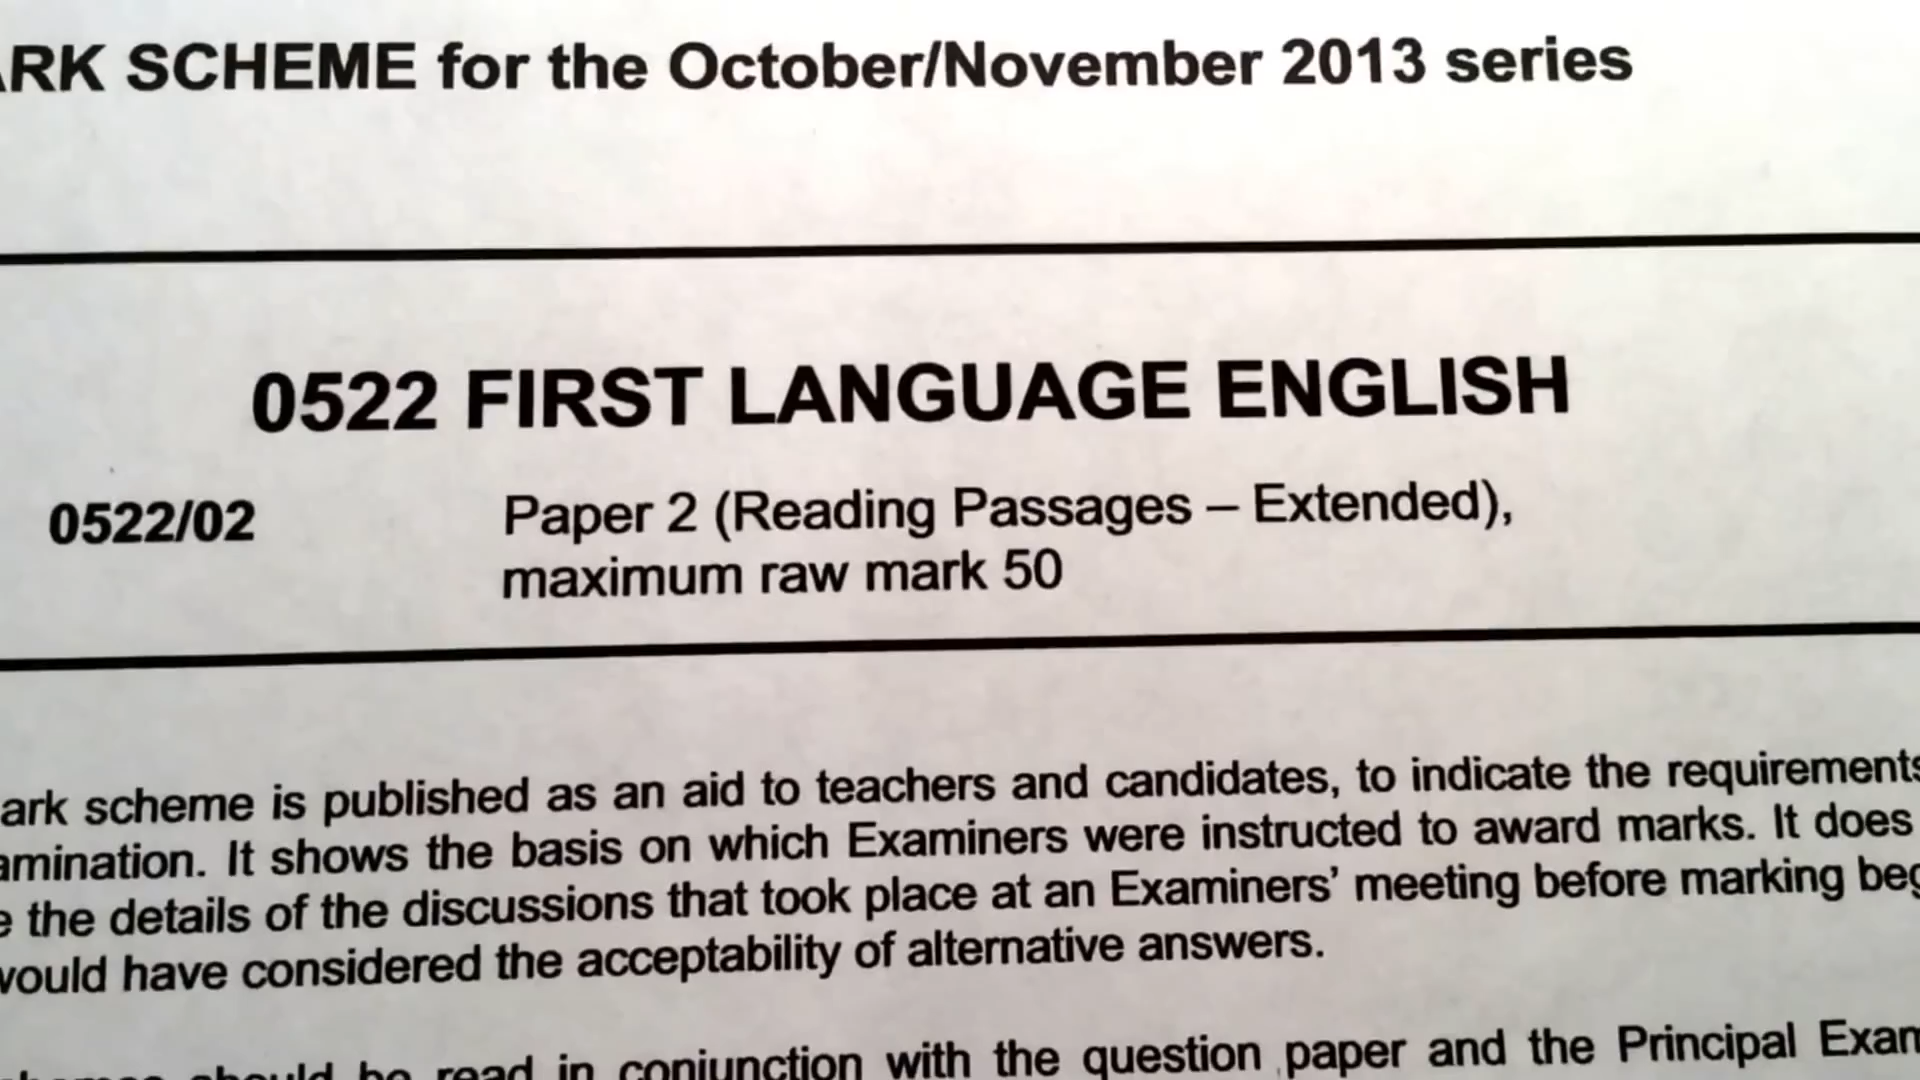 ARK SCHEME for the October/November 2013 series
0522 FIRST LANGUAGE ENGLISH
0522/02 Paper 2 (Reading Passages – Extended),
maximum raw mark 50
ark scheme is published as an aid to teachers and candidates, to indicate the requirements
amination. It shows the basis on which Examiners were instructed to award marks. It does
e the details of the discussions that took place at an Examiners’ meeting before marking beg
would have considered the acceptability of alternative answers.
should be read in conjunction with the question paper and the Principal Exam